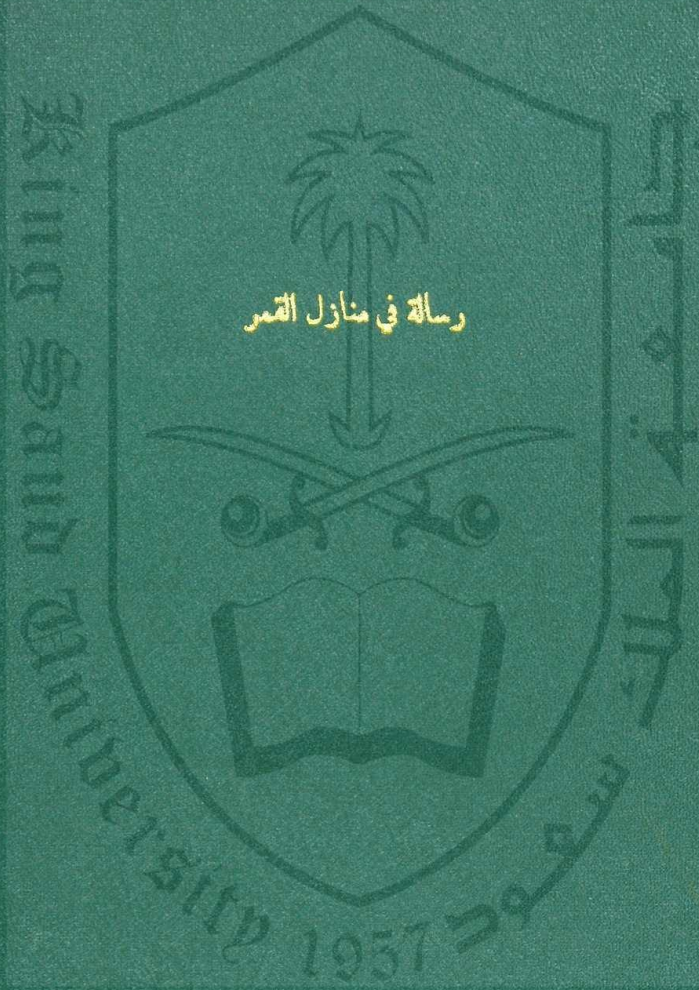 رسالة في منازل القمر
King Saud University 1957
جامعة الملك سعود